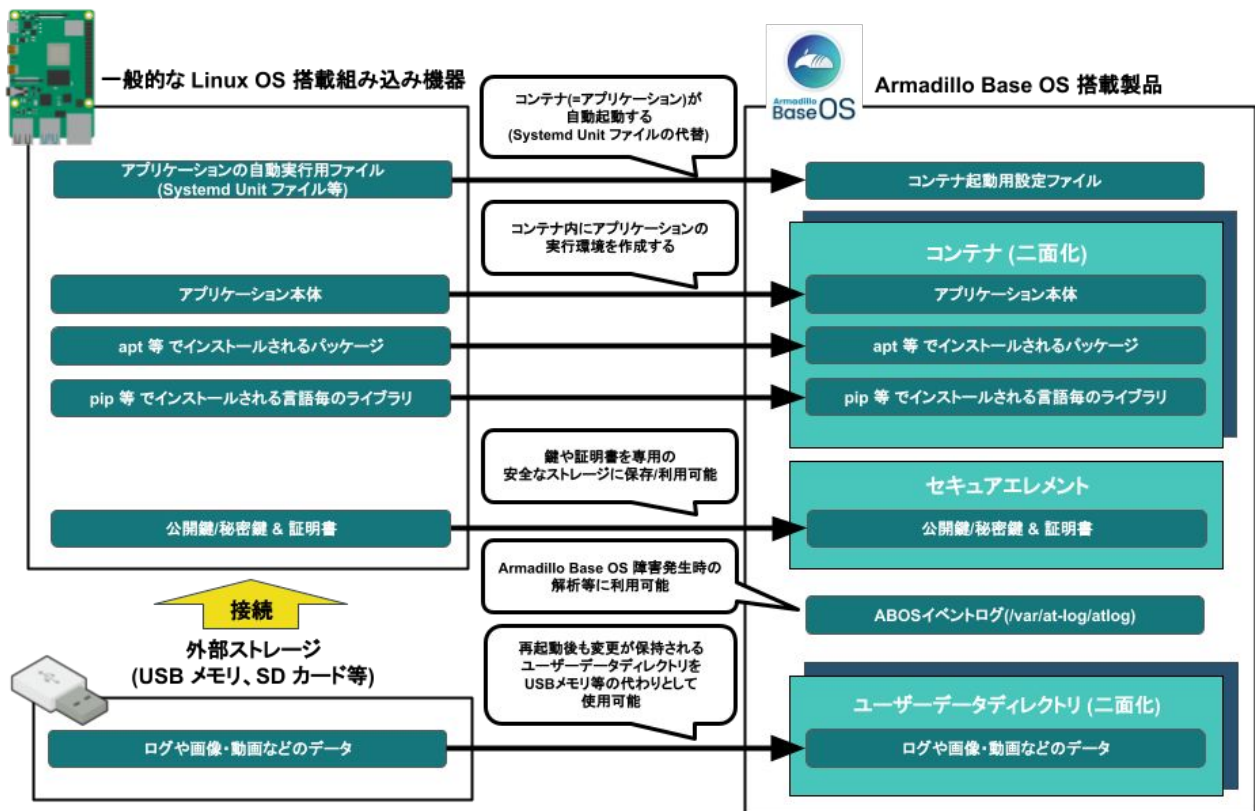 一般的な Linux OS 搭載組み込み機器
Armadillo
Base OS
Armadillo Base OS 搭載製品
コンテナ(=アプリケーション)が
自動起動する
(Systemd Unit ファイルの代替)
アプリケーションの自動実行用ファイル
(Systemd Unit ファイル等)
コンテナ起動用設定ファイル
コンテナ内にアプリケーションの
実行環境を作成する
コンテナ (二面化)
アプリケーション本体
アプリケーション本体
apt 等 でインストールされるパッケージ
apt 等 でインストールされるパッケージ
pip 等 でインストールされる言語毎のライブラリ
pip 等 でインストールされる言語毎のライブラリ
鍵や証明書を専用の
安全なストレージに保存/利用可能
セキュアエレメント
公開鍵/秘密鍵 & 証明書
公開鍵/秘密鍵 & 証明書
Armadillo Base OS 障害発生時の
解析等に利用可能
ABOSイベントログ(/var/at-log/atlog)
接続
外部ストレージ
(USB メモリ、SD カード等)
再起動後も変更が保持される
ユーザーデータディレクトリを
USBメモリ等の代わりとして
使用可能
ユーザーデータディレクトリ (二面化)
ログや画像・動画などのデータ
ログや画像・動画などのデータ